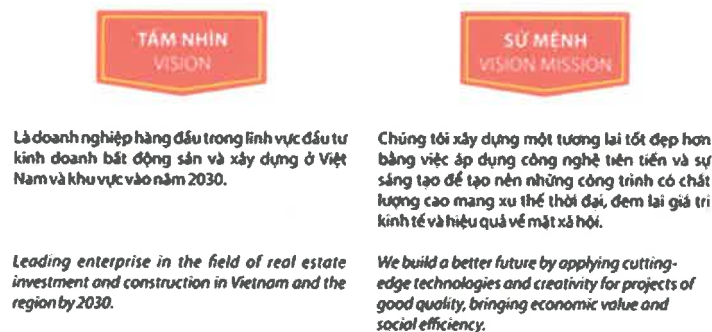 TẦM NHÌN
VISION
Là doanh nghiệp hàng đầu trong lĩnh vực đầu tư
kinh doanh bất động sản và xây dựng ở Việt
Nam và khu vực vào năm 2030.
Leading enterprise in the field of real estate
investment and construction in Vietnam and the
region by 2030.
SỨ MỆNH
VISION MISSION
Chúng tôi xây dựng một tương lai tốt đẹp hơn
bằng việc áp dụng công nghệ tiên tiến và sự
sáng tạo để tạo nên những công trình có chất
lượng cao mang xu thế thời đại, đem lại giá trị
kinh tế và hiệu quả về mặt xã hội.
We build a better future by applying cutting-
edge technologies and creativity for projects of
good quality, bringing economic value and
social efficiency.